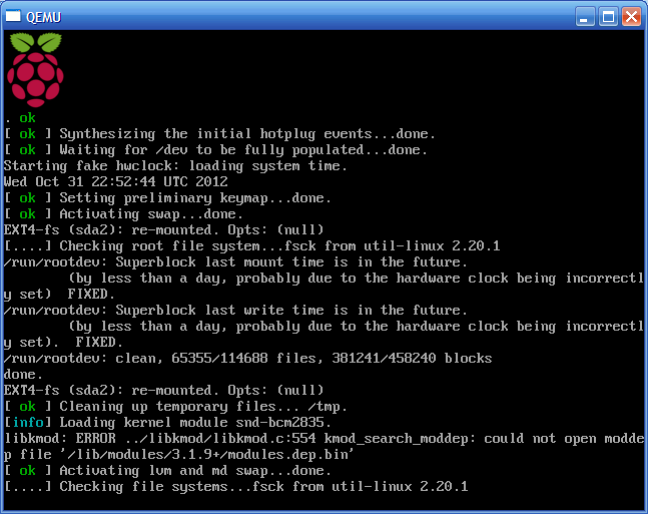 QEMU
. ok
[ ok ] Synthesizing the initial hotplug events...done.
[ ok ] Waiting for /dev to be fully populated...done.
Starting fake hwclock: loading system time.
Wed Oct 31 22:52:44 UTC 2012
[ ok ] Setting preliminary keymap...done.
[ ok ] Activating swap...done.
EXT4-fs (sda2): re-mounted. Opts: (null)
[....] Checking root file system...fsck from util-linux 2.20.1
/run/rootdev: Superblock last mount time is in the future.
        (by less than a day, probably due to the hardware clock being incorrectl
y set)  FIXED.
/run/rootdev: Superblock last write time is in the future.
        (by less than a day, probably due to the hardware clock being incorrectl
y set).  FIXED.
/run/rootdev: clean, 65355/114688 files, 381241/458240 blocks
done.
EXT4-fs (sda2): re-mounted. Opts: (null)
[ ok ] Cleaning up temporary files... /tmp.
[info] Loading kernel module snd-bcm2835.
libkmod: ERROR ../libkmod/libkmod.c:554 kmod_search_moddep: could not open modde
p file '/lib/modules/3.1.9+/modules.dep.bin'
[ ok ] Activating lvm and md swap...done.
[....] Checking file systems...fsck from util-linux 2.20.1